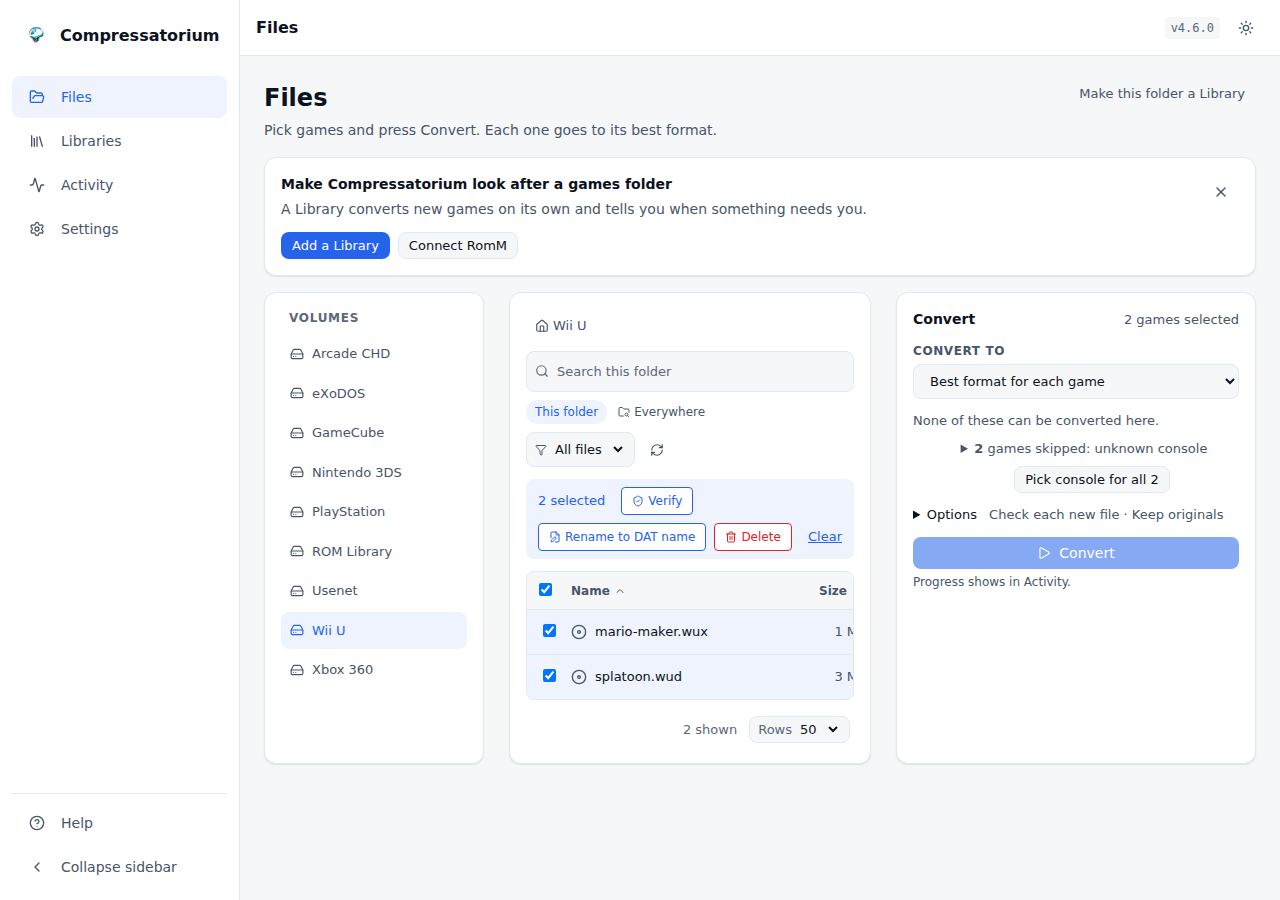 Compressatorium
Files
Libraries
Activity
Settings
Help
Collapse sidebar
Files
v4.6.0
Files
Make this folder a Library
Pick games and press Convert. Each one goes to its best format.
Make Compressatorium look after a games folder
A Library converts new games on its own and tells you when something needs you.
Add a Library
Connect RomM
VOLUMES
Arcade CHD
eXoDOS
GameCube
Nintendo 3DS
PlayStation
ROM Library
Usenet
Wii U
Xbox 360
Wii U
Search this folder
This folder
Everywhere
All files
2 selected
Verify
Rename to DAT name
Delete
Clear
Name
Size
mario-maker.wux
1 M
splatoon.wud
3 M
2 shown
Rows 50
Convert
2 games selected
CONVERT TO
Best format for each game
None of these can be converted here.
2 games skipped: unknown console
Pick console for all 2
Options
Check each new file · Keep originals
Convert
Progress shows in Activity.